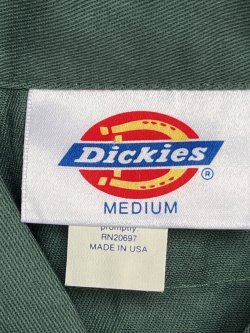 Dickies
®
MEDIUM
promptly
RN20697
MADE IN USA